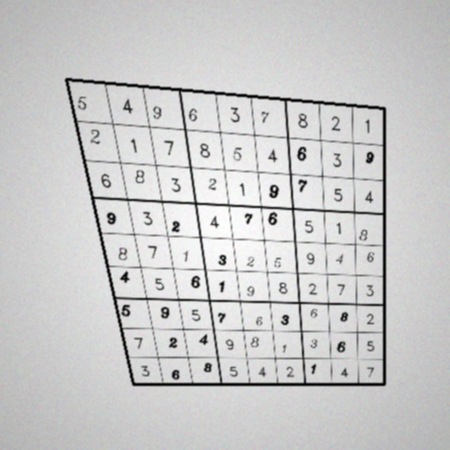 5 4 9 6 3 7 8 2 1
2 1 7 8 5 4 6 3 9
6 8 3 2 1 9 7 5 4
9 3 2 4 7 6 5 1 8
8 7 1 3 2 5 9 4 6
4 5 6 1 9 8 2 7 3
5 9 5 7 6 3 6 8 2
7 2 4 9 8 1 3 6 5
3 6 8 5 4 2 1 4 7